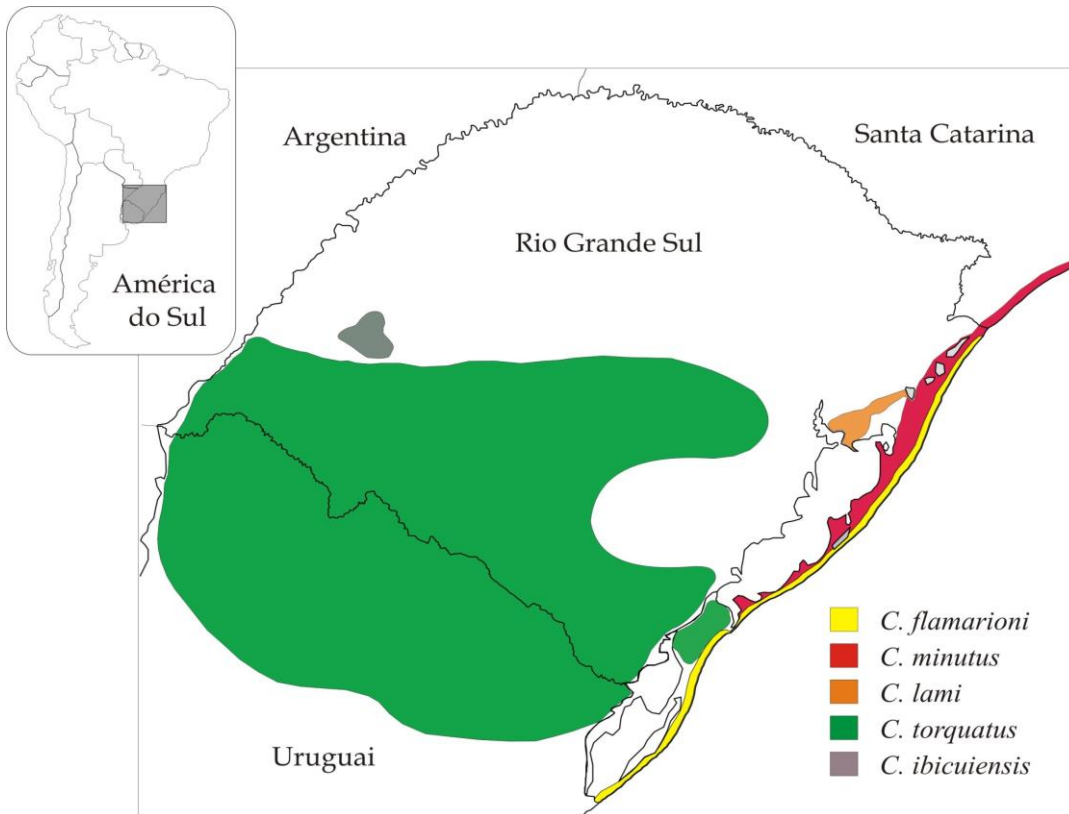 América
do Sul
Argentina
Santa Catarina
Rio Grande Sul
Uruguai
C. flamarioni
C. minutus
C. lami
C. torquatus
C. ibicuiensis